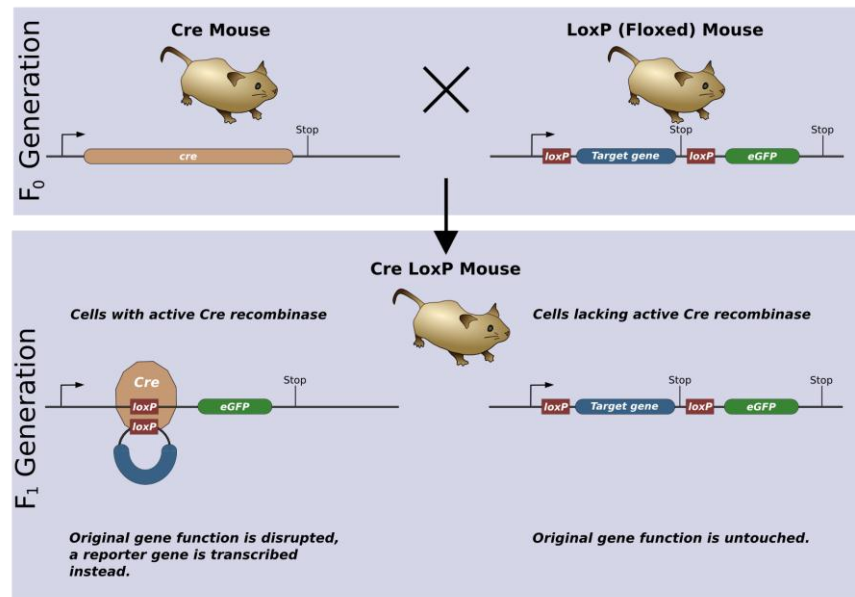 F0 Generation
Cre Mouse
LoxP (Floxed) Mouse
Stop
cre
Stop
Stop
loxP
Target gene
loxP
eGFP
F1 Generation
Cre LoxP Mouse
Cells with active Cre recombinase
Cells lacking active Cre recombinase
Cre
loxP
loxP
eGFP
Stop
Stop
Stop
loxP
Target gene
loxP
eGFP
Original gene function is disrupted,
a reporter gene is transcribed
instead.
Original gene function is untouched.